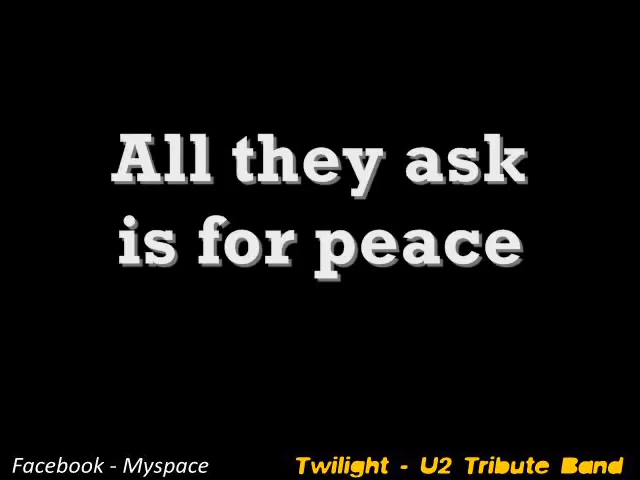 All they ask
is for peace
Facebook - Myspace
Twilight - U2 Tribute Band